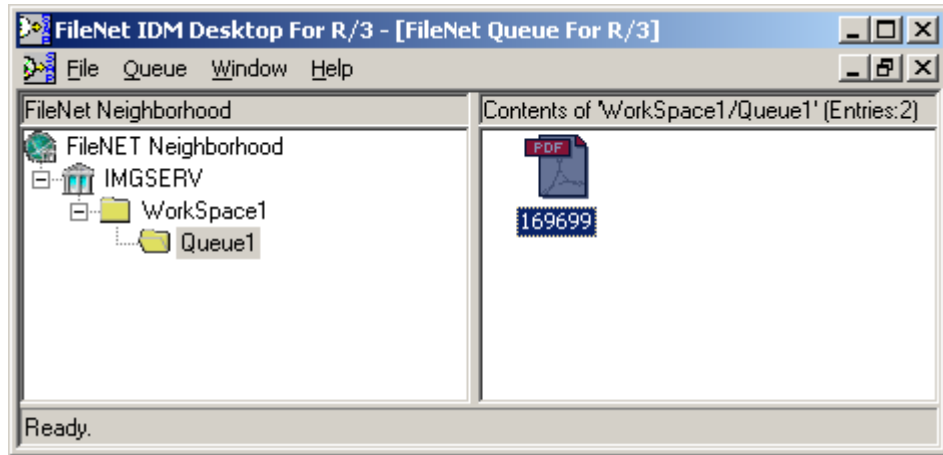 FileNet IDM Desktop For R/3 - [FileNet Queue For R/3]
File Queue Window Help
FileNet Neighborhood
Contents of 'WorkSpace1/Queue1' (Entries:2)
FileNET Neighborhood
IMGSERV
WorkSpace1
Queue1
PDF
169699
Ready.